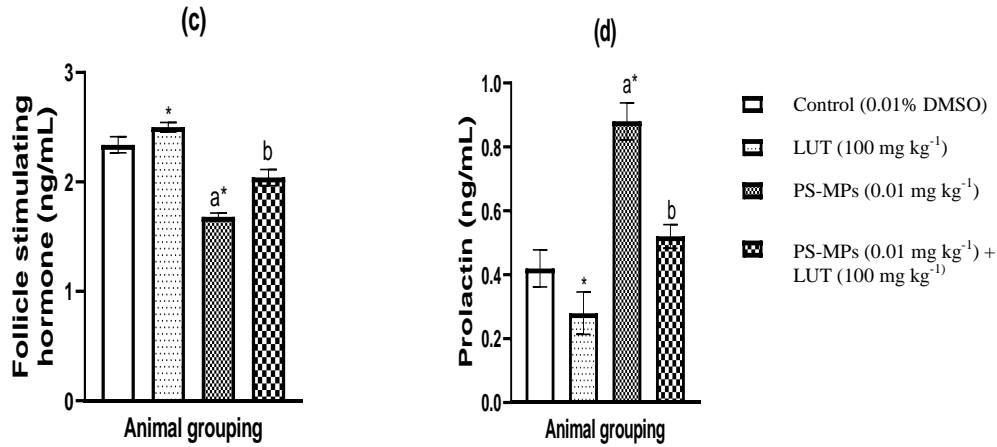 (c)
Follicle stimulating
hormone (ng/mL)
3
2
1
0
*
a*
b
Animal grouping
(d)
Prolactin (ng/mL)
1.0
0.8
0.6
0.4
0.2
0.0
*
a*
b
Animal grouping
Control (0.01% DMSO)
LUT (100 mg kg⁻¹)
PS-MPs (0.01 mg kg⁻¹)
PS-MPs (0.01 mg kg⁻¹) +
LUT (100 mg kg⁻¹⁾